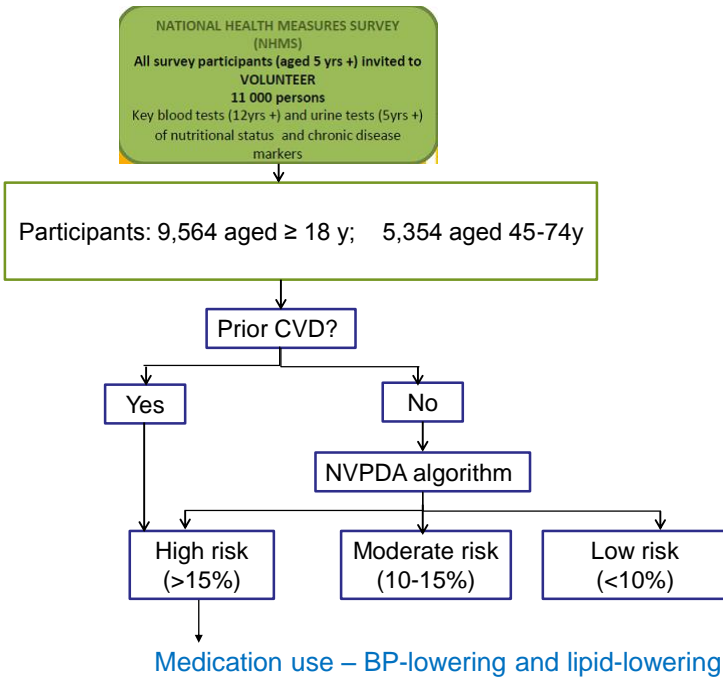 NATIONAL HEALTH MEASURES SURVEY
(NHMS)
All survey participants (aged 5 yrs +) invited to
VOLUNTEER
11 000 persons
Key blood tests (12yrs +) and urine tests (5yrs +)
of nutritional status and chronic disease
markers
Participants: 9,564 aged ≥ 18 y; 5,354 aged 45-74y
Prior CVD?
Yes
No
NVPDA algorithm
High risk
(>15%)
Moderate risk
(10-15%)
Low risk
(<10%)
Medication use – BP-lowering and lipid-lowering